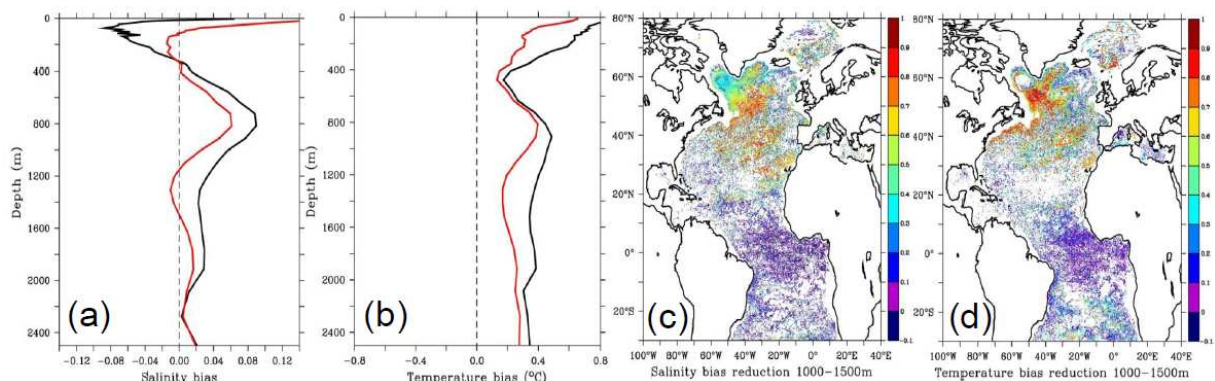 0
400
800
1200
1600
2000
2400
Depth (m)
(a)
-0.12 -0.08 -0.04 0.00 0.04 0.08 0.12
Salinity bias
0
400
800
1200
1600
2000
2400
Depth (m)
(b)
-0.8 -0.4 0.0 0.4 0.8
Temperature bias (°C)
80°N
60°N
40°N
20°N
0°
20°S
(c)
100°W 80°W 60°W 40°W 20°W 0° 20°E 40°E
Salinity bias reduction 1000-1500m
1
0.9
0.8
0.7
0.6
0.5
0.4
0.3
0.2
0.1
0
-0.1
80°N
60°N
40°N
20°N
0°
20°S
(d)
100°W 80°W 60°W 40°W 20°W 0° 20°E 40°E
Temperature bias reduction 1000-1500m
1
0.9
0.8
0.7
0.6
0.5
0.4
0.3
0.2
0.1
0
-0.1